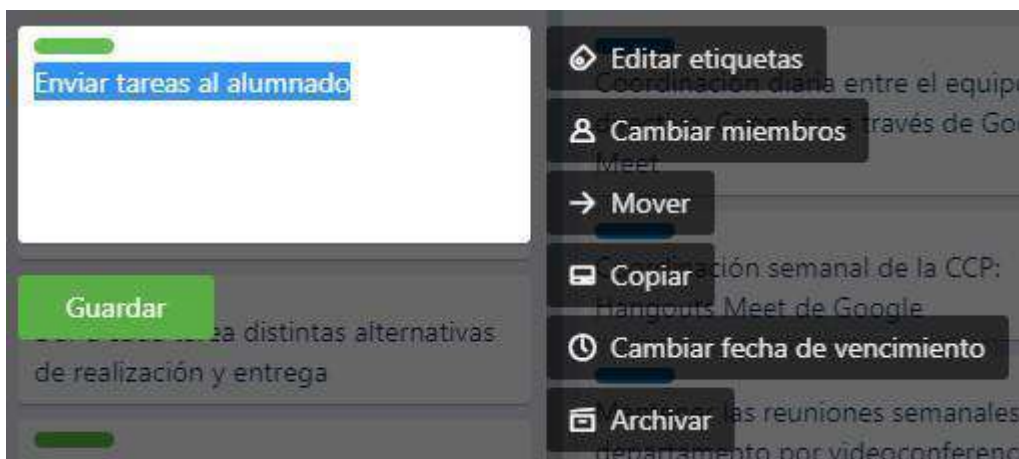 Enviar tareas al alumnado
Guardar
tarea distintas alternativas
de realización y entrega
Editar etiquetas
Cambiar miembros
Mover
Copiar
Cambiar fecha de vencimiento
Archivar
Coordinación diaria entre el equipo
a través de Go
Meet
Coordinación semanal de la CCP:
Hangouts Meet de Google
las reuniones semanales
departamento por videoconferenc